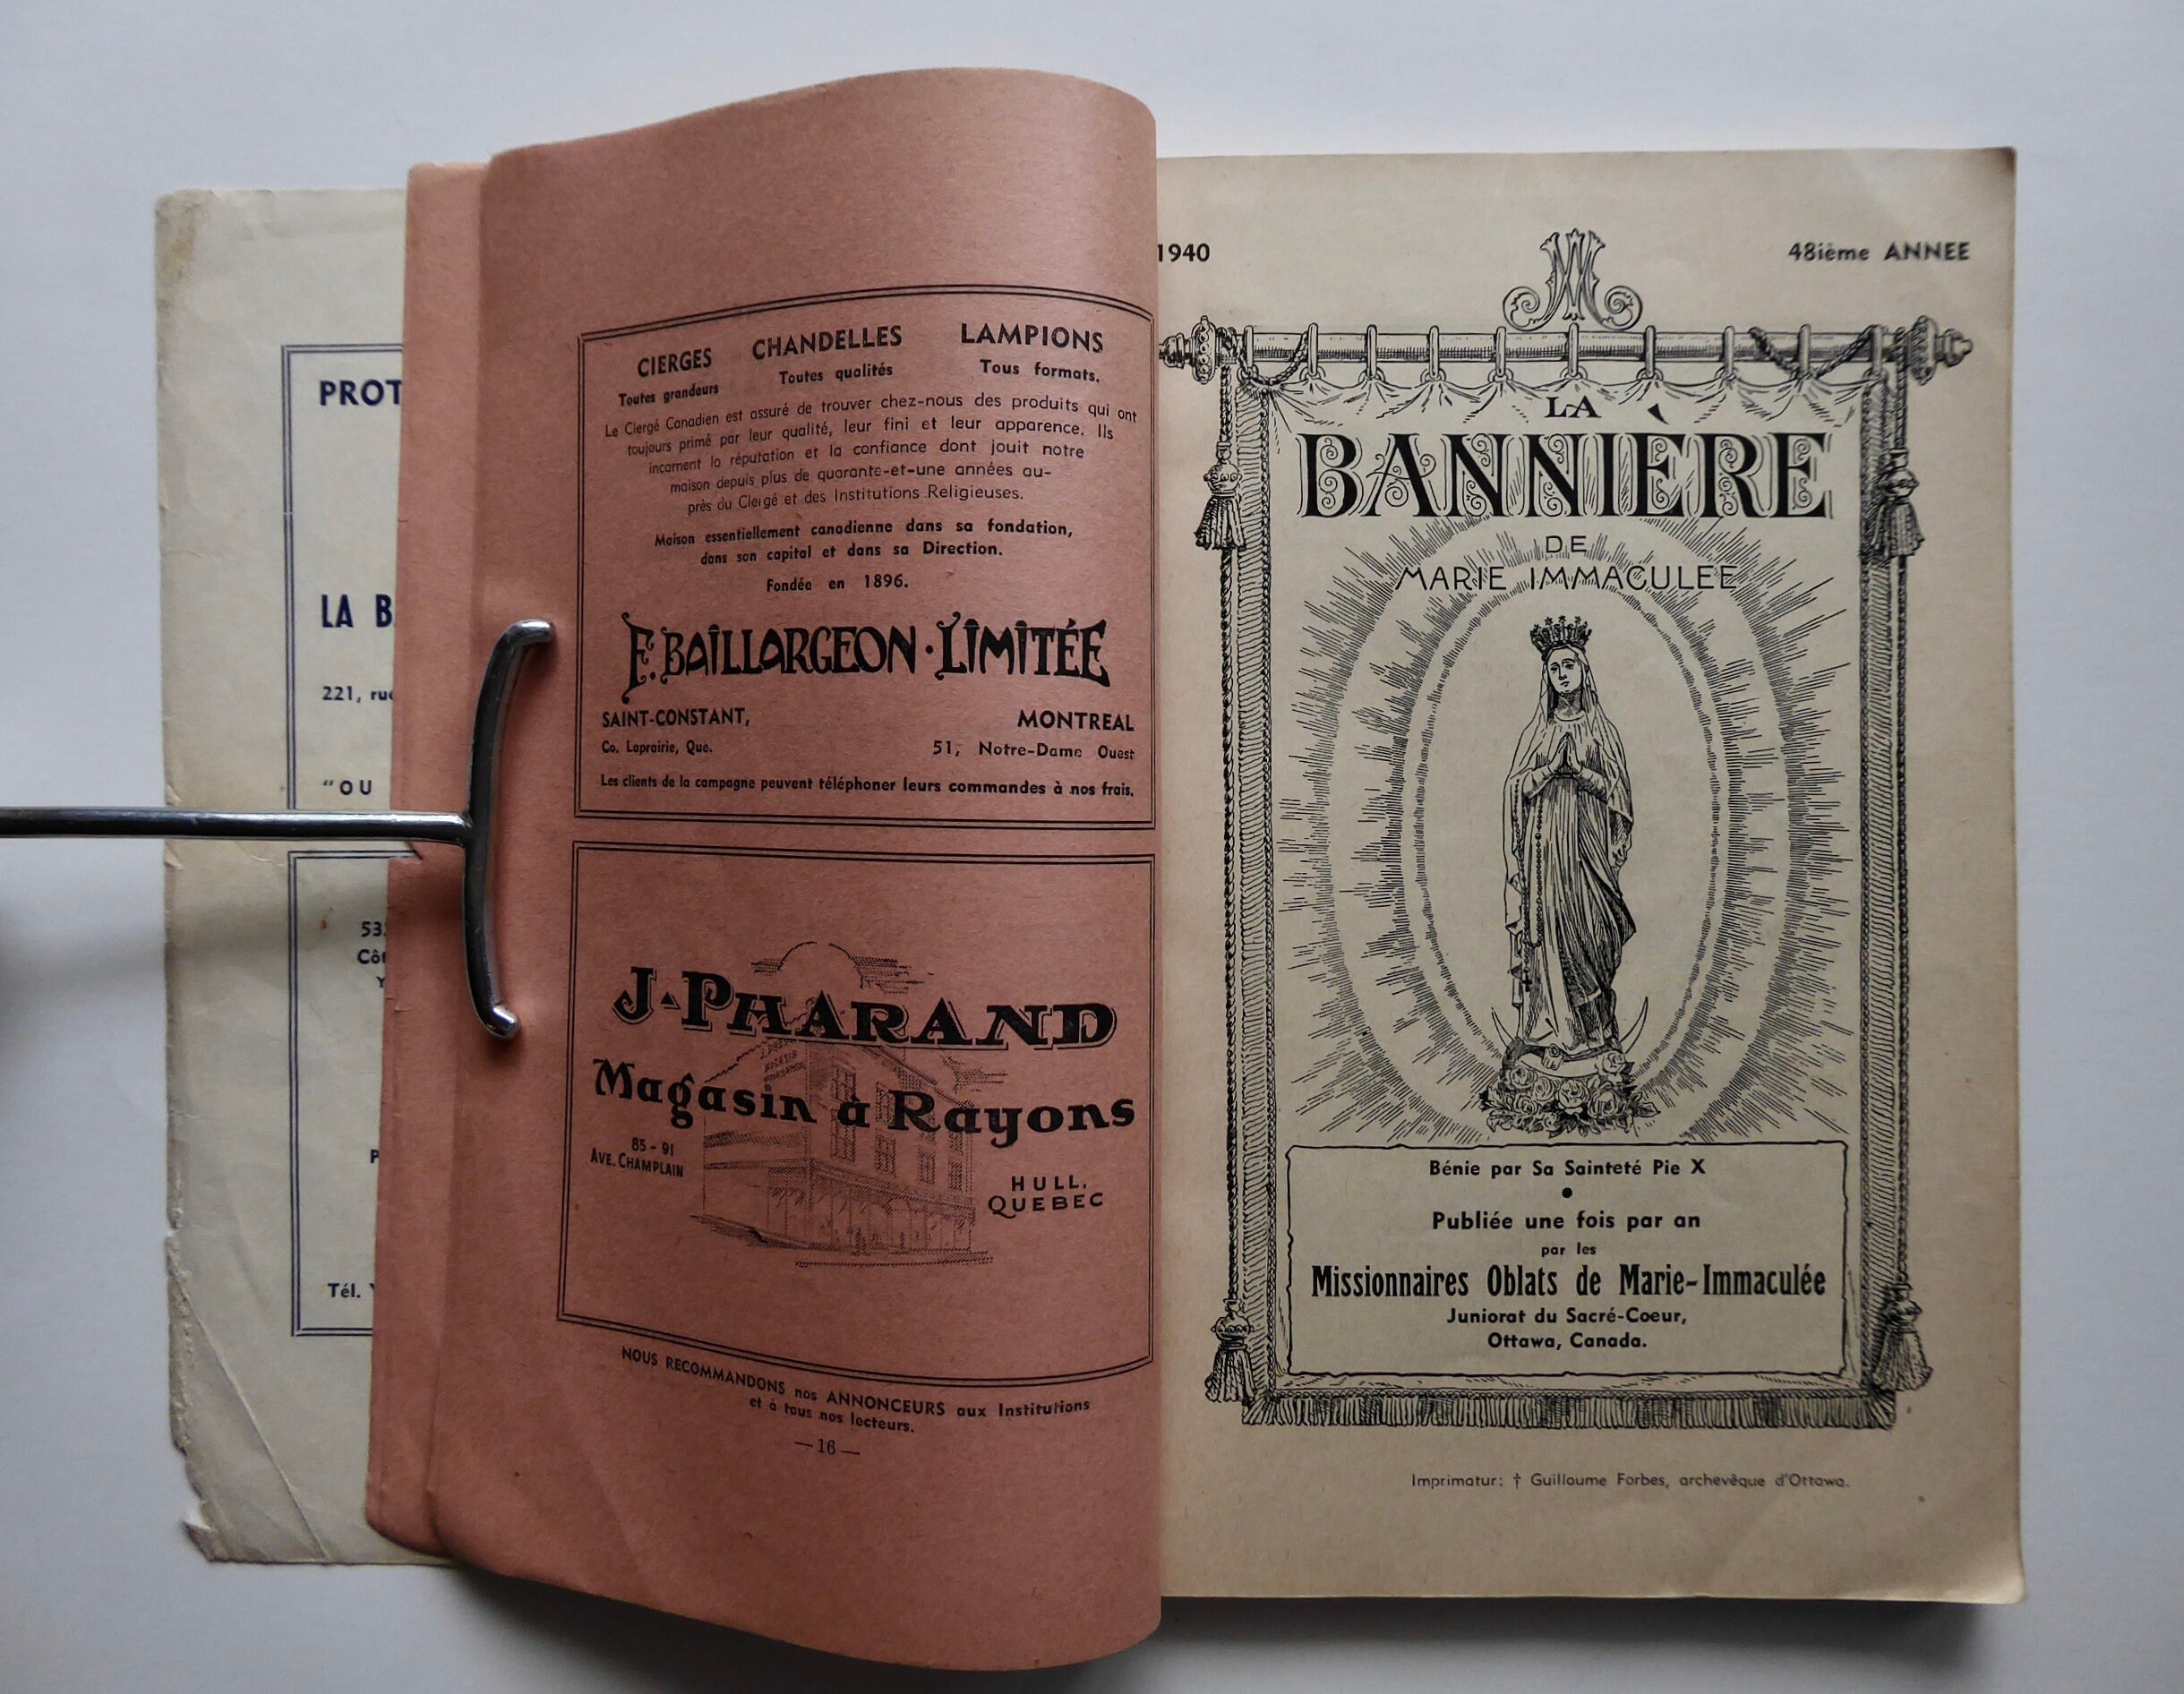 PROT
LA B
221, rue
"OU
53
Côt
P
Tél.
CIERGES CHANDELLES LAMPIONS
Toutes grandeurs Toutes qualités Tous formats.
Le Clergé Canadien est assuré de trouver chez-nous des produits qui ont
toujours primé par leur qualité, leur fini et leur apparence. Ils
incarnent la réputation et la confiance dont jouit notre
maison depuis plus de quarante-et-une années au-
près du Clergé et des Institutions Religieuses.
Maison essentiellement canadienne dans sa fondation,
dans son capital et dans sa Direction.
Fondée en 1896.
F. BAILLARGEON · LIMITÉE
SAINT-CONSTANT, MONTREAL
Co. Laprairie, Que. 51, Notre-Dame Ouest
Les clients de la campagne peuvent téléphoner leurs commandes à nos frais.
J. PHARAND
Magasin à Rayons
85 - 91
AVE. CHAMPLAIN
HULL,
QUEBEC
NOUS RECOMMANDONS nos ANNONCEURS aux Institutions
et à tous nos lecteurs.
— 16 —
1940 48ième ANNEE
LA
BANNIÈRE
DE
MARIE IMMACULEE
Bénie par Sa Sainteté Pie X
Publiée une fois par an
par les
Missionnaires Oblats de Marie-Immaculée
Juniorat du Sacré-Coeur,
Ottawa, Canada.
Imprimatur: † Guillaume Forbes, archevêque d'Ottawa.